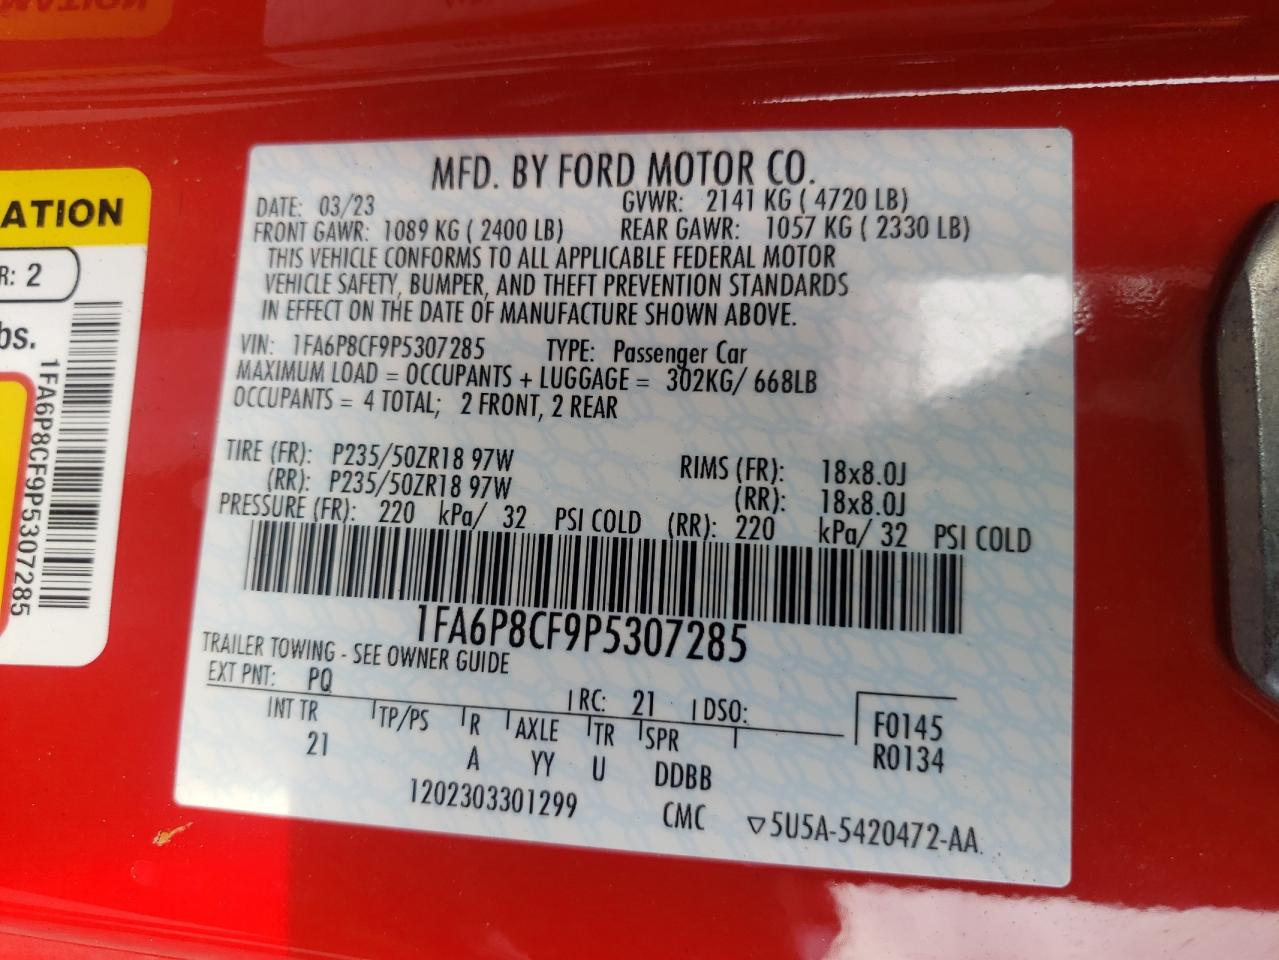 MFD. BY FORD MOTOR CO.
DATE: 03/23 GVWR: 2141 KG ( 4720 LB)
FRONT GAWR: 1089 KG ( 2400 LB) REAR GAWR: 1057 KG ( 2330 LB)
THIS VEHICLE CONFORMS TO ALL APPLICABLE FEDERAL MOTOR
VEHICLE SAFETY, BUMPER, AND THEFT PREVENTION STANDARDS
IN EFFECT ON THE DATE OF MANUFACTURE SHOWN ABOVE.
VIN: 1FA6P8CF9P5307285 TYPE: Passenger Car
MAXIMUM LOAD = OCCUPANTS + LUGGAGE = 302KG/ 668LB
OCCUPANTS = 4 TOTAL; 2 FRONT, 2 REAR
TIRE (FR): P235/50ZR18 97W RIMS (FR): 18x8.0J
(RR): P235/50ZR18 97W (RR): 18x8.0J
PRESSURE (FR): 220 kPa/ 32 PSI COLD (RR): 220 kPa/ 32 PSI COLD
1FA6P8CF9P5307285
TRAILER TOWING - SEE OWNER GUIDE
EXT PNT: PQ RC: 21 DSO:
INT TR TP/PS R AXLE TR SPR F0145
21 A YY U DDBB R0134
1202303301299 CMC ▽5U5A-5420472-AA
ATION
R: 2
bs.
1FA6P8CF9P5307285